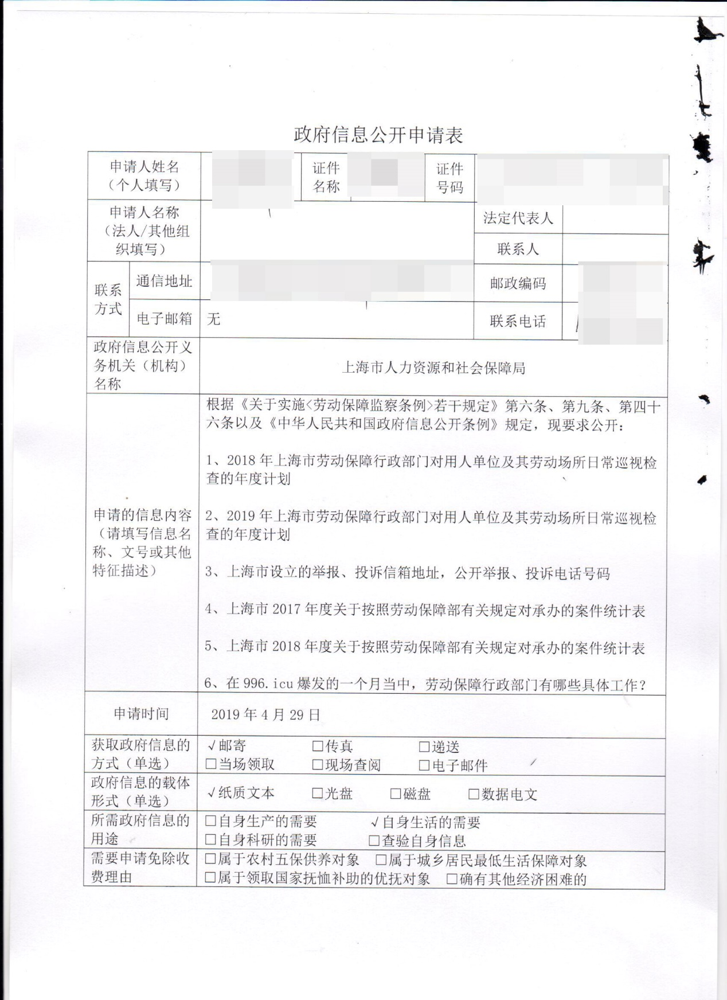 政府信息公开申请表
申请人姓名
（个人填写）
证件
名称
证件
号码
申请人名称
（法人/其他组
织填写）
法定代表人
联系人
联系
方式
通信地址
邮政编码
电子邮箱
无
联系电话
政府信息公开义
务机关（机构）
名称
上海市人力资源和社会保障局
申请的信息内容
（请填写信息名
称、文号或其他
特征描述）
根据《关于实施<劳动保障监察条例>若干规定》第六条、第九条、第四十
六条以及《中华人民共和国政府信息公开条例》规定，现要求公开：
1、2018 年上海市劳动保障行政部门对用人单位及其劳动场所日常巡视检
查的年度计划
2、2019 年上海市劳动保障行政部门对用人单位及其劳动场所日常巡视检
查的年度计划
3、上海市设立的举报、投诉信箱地址，公开举报、投诉电话号码
4、上海市 2017 年度关于按照劳动保障部有关规定对承办的案件统计表
5、上海市 2018 年度关于按照劳动保障部有关规定对承办的案件统计表
6、在 996.icu 爆发的一个月当中，劳动保障行政部门有哪些具体工作？
申请时间
2019 年 4 月 29 日
获取政府信息的
方式（单选）
√邮寄 □传真 □递送
□当场领取 □现场查阅 □电子邮件
政府信息的载体
形式（单选）
√纸质文本 □光盘 □磁盘 □数据电文
所需政府信息的
用途
□自身生产的需要 √自身生活的需要
□自身科研的需要 □查验自身信息
需要申请免除收
费理由
□属于农村五保供养对象 □属于城乡居民最低生活保障对象
□属于领取国家抚恤补助的优抚对象 □确有其他经济困难的